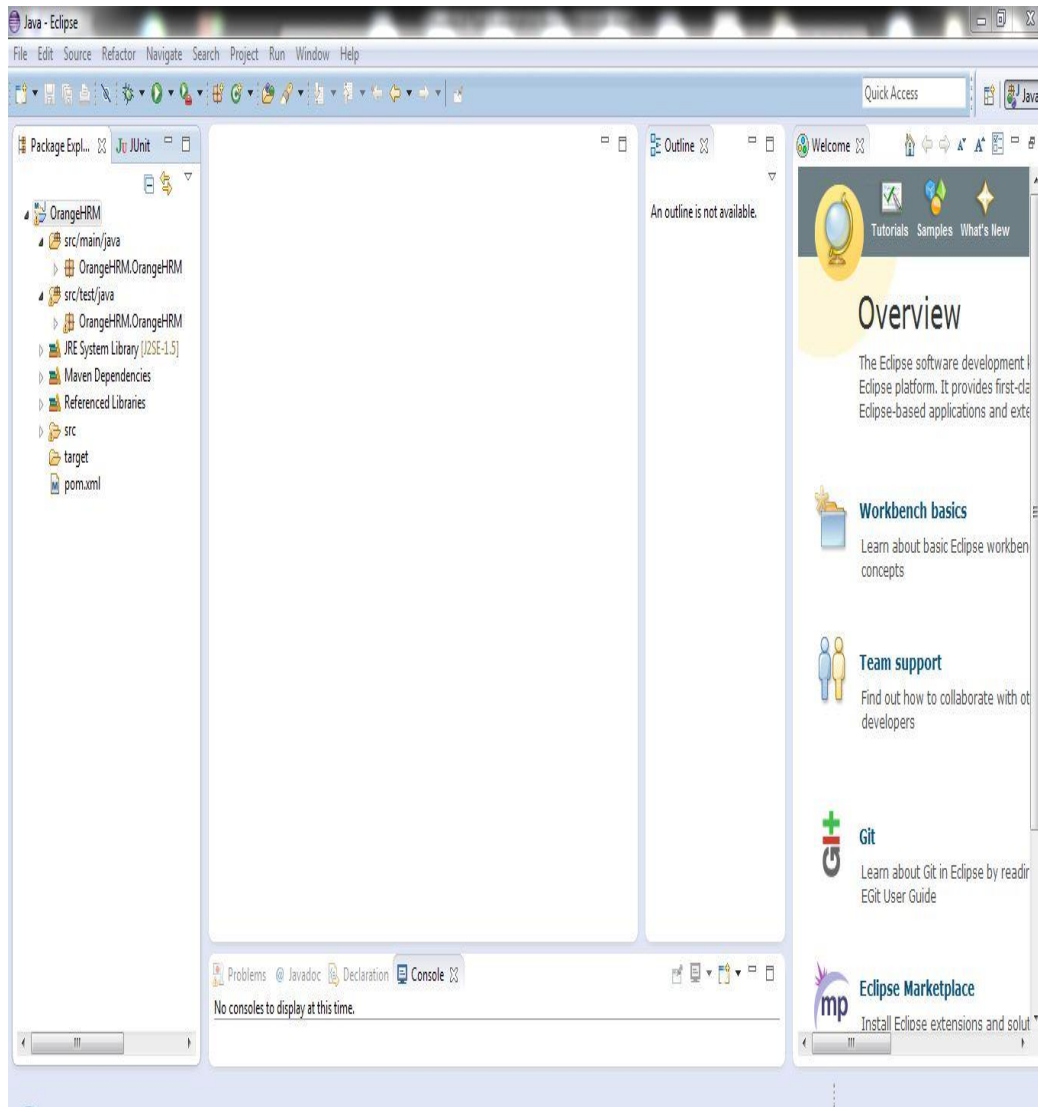 Java - Eclipse
File Edit Source Refactor Navigate Search Project Run Window Help
Quick Access
Java
Package Expl...
JUnit
OrangeHRM
src/main/java
OrangeHRM.OrangeHRM
src/test/java
OrangeHRM.OrangeHRM
JRE System Library [J2SE-1.5]
Maven Dependencies
Referenced Libraries
src
target
pom.xml
Outline
An outline is not available.
Welcome
Tutorials Samples What's New
Overview
The Eclipse software development
Eclipse platform. It provides first-cla
Eclipse-based applications and exte
Workbench basics
Learn about basic Eclipse workben
concepts
Team support
Find out how to collaborate with ot
developers
GIt
Git
Learn about Git in Eclipse by readin
EGit User Guide
mp
Eclipse Marketplace
Install Eclipse extensions and solut
Problems @ Javadoc Declaration Console
No consoles to display at this time.